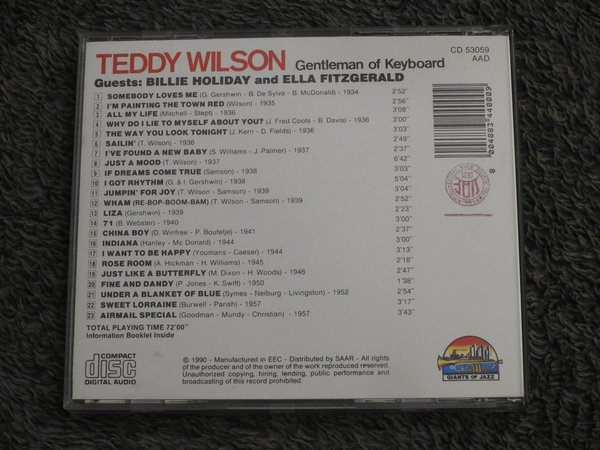 TEDDY WILSON Gentleman of Keyboard
CD 53059
AAD
Guests: BILLIE HOLIDAY and ELLA FITZGERALD
1 SOMEBODY LOVES ME (G. Gershwin - B. De Sylva - B. McDonald) - 1934 2'52"
2 I'M PAINTING THE TOWN RED (Wilson) - 1935 2'56"
3 ALL MY LIFE (Mitchell - Stept) - 1936 3'08"
4 WHY DO I LIE TO MYSELF ABOUT YOU? (J. Fred Coots - B. Davis) - 1936 3'00"
5 THE WAY YOU LOOK TONIGHT (J. Kern - D. Fields) - 1936 3'03"
6 SAILIN' (T. Wilson) - 1936 2'49"
7 I'VE FOUND A NEW BABY (S. Williams - J. Palmer) - 1937 2'37"
8 JUST A MOOD (T. Wilson) - 1937 6'42"
9 IF DREAMS COME TRUE (Samson) - 1938 3'03"
10 I GOT RHYTHM (G. & I. Gershwin) - 1938 5'04"
11 JUMPIN' FOR JOY (T. Wilson - Samson) - 1939 3'04"
12 WHAM (RE-BOP-BOOM-BAM) (T. Wilson - Samson) - 1939 2'52"
13 LIZA (Gershwin) - 1939 2'23"
14 71 (B. Webster) - 1940 3'00"
15 CHINA BOY (D. Winfree - P. Boutelje) - 1941 2'37"
16 INDIANA (Hanley - Mc Donald) - 1944 3'00"
17 I WANT TO BE HAPPY (Youmans - Caesar) - 1944 3'13"
18 ROSE ROOM (A. Hickman - H. Williams) - 1945 2'18"
19 JUST LIKE A BUTTERFLY (M. Dixon - H. Woods) - 1946 2'47"
20 FINE AND DANDY (P. Jones - K. Swift) - 1950 1'38"
21 UNDER A BLANKET OF BLUE (Symes - Neiburg - Livingston) - 1952 2'54"
22 SWEET LORRAINE (Burwell - Parish) - 1957 3'17"
23 AIRMAIL SPECIAL (Goodman - Mundy - Christian) - 1957 3'43"
TOTAL PLAYING TIME 72'00"
Information Booklet Inside
COMPACT
disc
DIGITAL AUDIO
© 1990 - Manufactured in EEC - Distributed by SAAR - All rights
of the producer and of the owner of the work reproduced reserved.
Unauthorized copying, hiring, lending, public performance and
broadcasting of this record prohibited.
GIANTS OF JAZZ